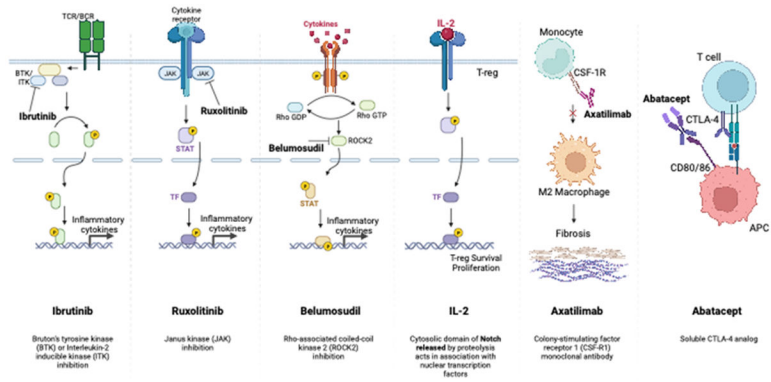 TCR/BCR
BTK/
ITK
Ibrutinib
P
P
P
Inflammatory
cytokines
Ibrutinib
Bruton's tyrosine kinase
(BTK) or Interleukin-2
inducible kinase (ITK)
inhibition
Cytokine
receptor
JAK
JAK
Ruxolitinib
P
STAT
TF
P
Inflammatory
cytokines
Ruxolitinib
Janus kinase (JAK)
inhibition
Cytokines
P
P
Rho GDP
Rho GTP
Belumosudil
ROCK2
P
STAT
P
Inflammatory
cytokines
Belumosudil
Rho-associated coiled-coil
kinase 2 (ROCK2)
inhibition
IL-2
T-reg
P
TF
P
T-reg Survival
Proliferation
IL-2
Cytosolic domain of Notch
released by proteolysis
acts in association with
nuclear transcription
factors
Monocyte
CSF-1R
Axatilimab
M2 Macrophage
Fibrosis
Axatilimab
Colony-stimulating factor
receptor 1 (CSF-R1)
monoclonal antibody
T cell
Abatacept
CTLA-4
CD80/86
APC
Abatacept
Soluble CTLA-4 analog